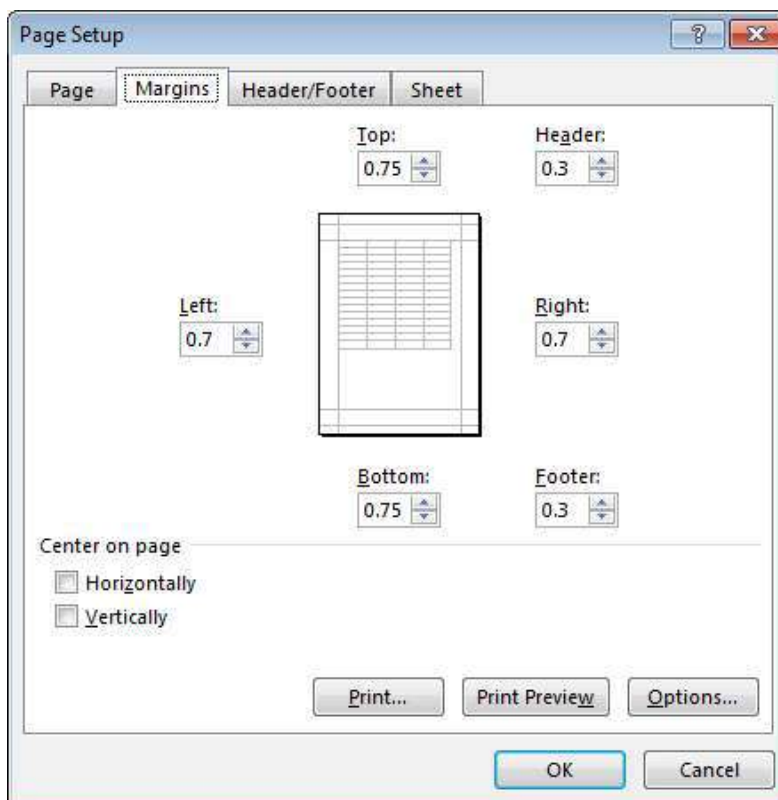 Page Setup
Page Margins Header/Footer Sheet
Top: Header:
0.75 0.3
Left: Right:
0.7 0.7
Bottom: Footer:
0.75 0.3
Center on page
Horizontally
Vertically
Print... Print Preview Options...
OK Cancel